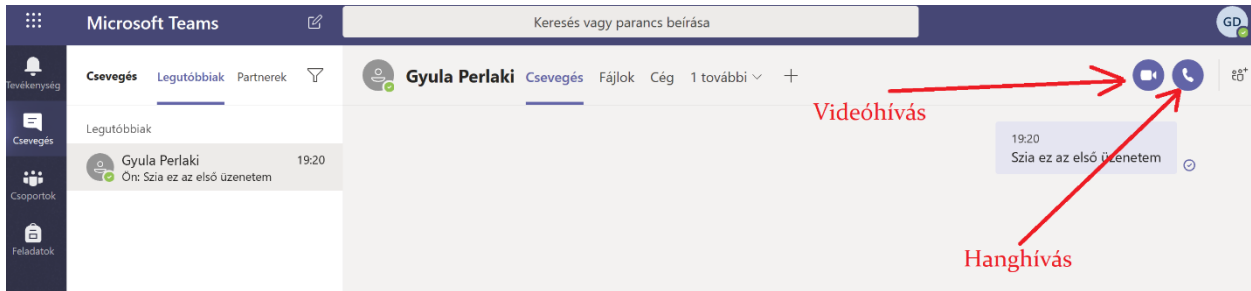 Microsoft Teams
Keresés vagy parancs beírása
GD
Tevékenység
Csevegés
Csoportok
Feladatok
Csevegés Legutóbbiak Partnerek
Legutóbbiak
Gyula Perlaki 19:20
Ön: Szia ez az első üzenetem
Gyula Perlaki Csevegés Fájlok Cég 1 további
Videóhívás
19:20
Szia ez az első üzenetem
Hanghívás